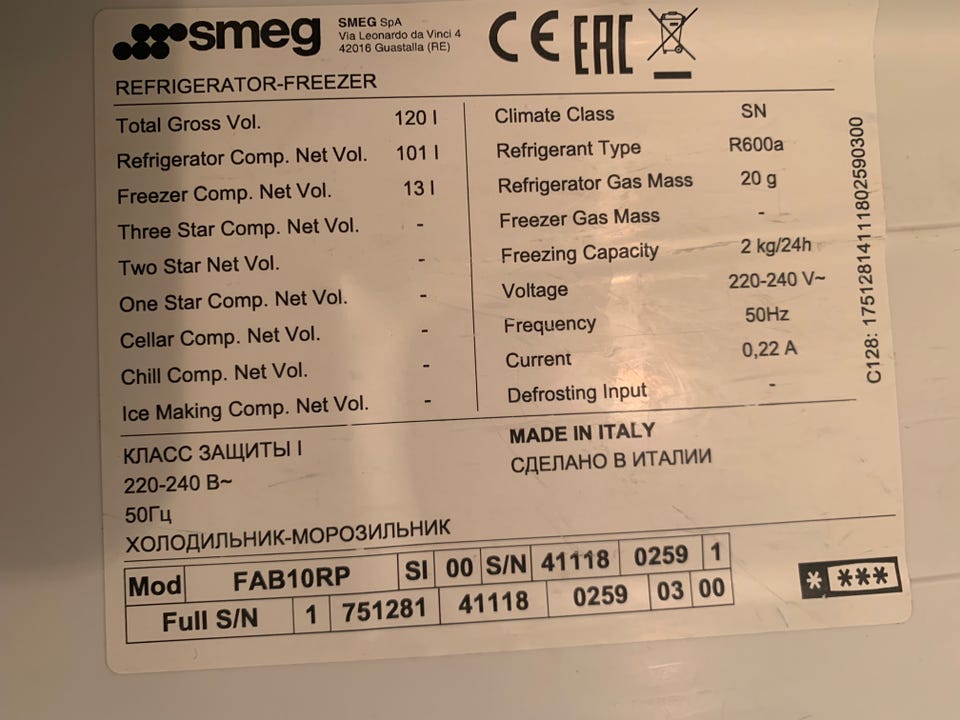 smeg
SMEG SpA
Via Leonardo da Vinci 4
42016 Guastalla (RE)
CE EAC
REFRIGERATOR-FREEZER
Total Gross Vol. 120 l
Refrigerator Comp. Net Vol. 101 l
Freezer Comp. Net Vol. 13 l
Three Star Comp. Net Vol. -
Two Star Net Vol. -
One Star Comp. Net Vol. -
Cellar Comp. Net Vol. -
Chill Comp. Net Vol. -
Ice Making Comp. Net Vol. -
Climate Class SN
Refrigerant Type R600a
Refrigerator Gas Mass 20 g
Freezer Gas Mass -
Freezing Capacity 2 kg/24h
Voltage 220-240 V~
Frequency 50Hz
Current 0,22 A
Defrosting Input -
C128: 17512814111802590300
КЛАСС ЗАЩИТЫ I
220-240 В~
50Гц
ХОЛОДИЛЬНИК-МОРОЗИЛЬНИК
MADE IN ITALY
СДЕЛАНО В ИТАЛИИ
Mod FAB10RP SI 00 S/N 41118 0259 1
Full S/N 1 751281 41118 0259 03 00
* ***